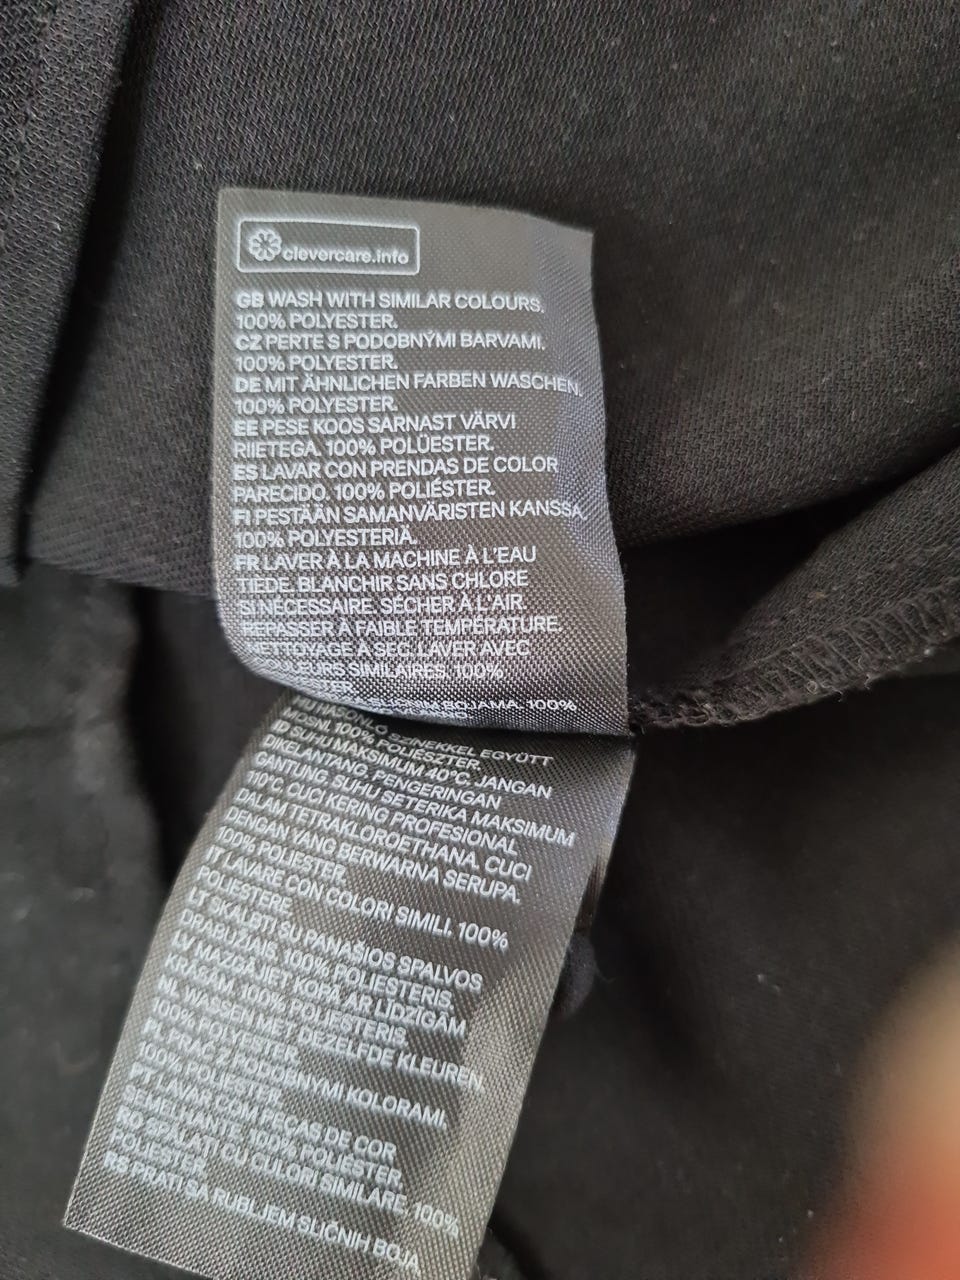 clevercare.info
GB WASH WITH SIMILAR COLOURS.
100% POLYESTER.
CZ PERTE S PODOBNÝMI BARVAMI.
100% POLYESTER.
DE MIT ÄHNLICHEN FARBEN WASCHEN.
100% POLYESTER.
EE PESE KOOS SARNAST VÄRVI
RIIETEGA. 100% POLÜESTER.
ES LAVAR CON PRENDAS DE COLOR
PARECIDO. 100% POLIÉSTER.
FI PESTÄÄN SAMANVÄRISTEN KANSSA.
100% POLYESTERIÄ.
FR LAVER À LA MACHINE À L'EAU
TIEDE. BLANCHIR SANS CHLORE
SI NÉCESSAIRE. SÉCHER À L'AIR.
REPASSER À FAIBLE TEMPÉRATURE.
NETTOYAGE À SEC. LAVER AVEC
SIMILAIRES. 100%
BOJAMA. 100%
HU HASONLÓ SZÍNEKKEL EGYÜTT
MOSNI. 100% POLIÉSZTER.
ID SUHU MAKSIMUM 40°C. JANGAN
DIKELANTANG. PENGERINGAN
GANTUNG. SUHU SETERIKA MAKSIMUM
110°C. CUCI KERING PROFESIONAL
DALAM TETRAKLOROETHANA. CUCI
DENGAN YANG BERWARNA SERUPA.
100% POLIESTER.
IT LAVARE CON COLORI SIMILI. 100%
POLIESTERE.
LT SKALBTI SU PANAŠIOS SPALVOS
DRABUŽIAIS. 100% POLIESTERIS.
LV MAZGĀJIET KOPĀ AR LĪDZĪGĀM
KRĀSĀM. 100% POLIESTERIS.
NL WASSEN MET DEZELFDE KLEUREN.
100% POLYESTER.
PL PRAĆ Z PODOBNYMI KOLORAMI.
100% POLIESTER.
PT LAVAR COM PEÇAS DE COR
SEMELHANTE. 100% POLIÉSTER.
RO SPĂLAȚI CU CULORI SIMILARE. 100%
POLIESTER.
RS PRATI SA RUBLJEM SLIČNIH BOJA.